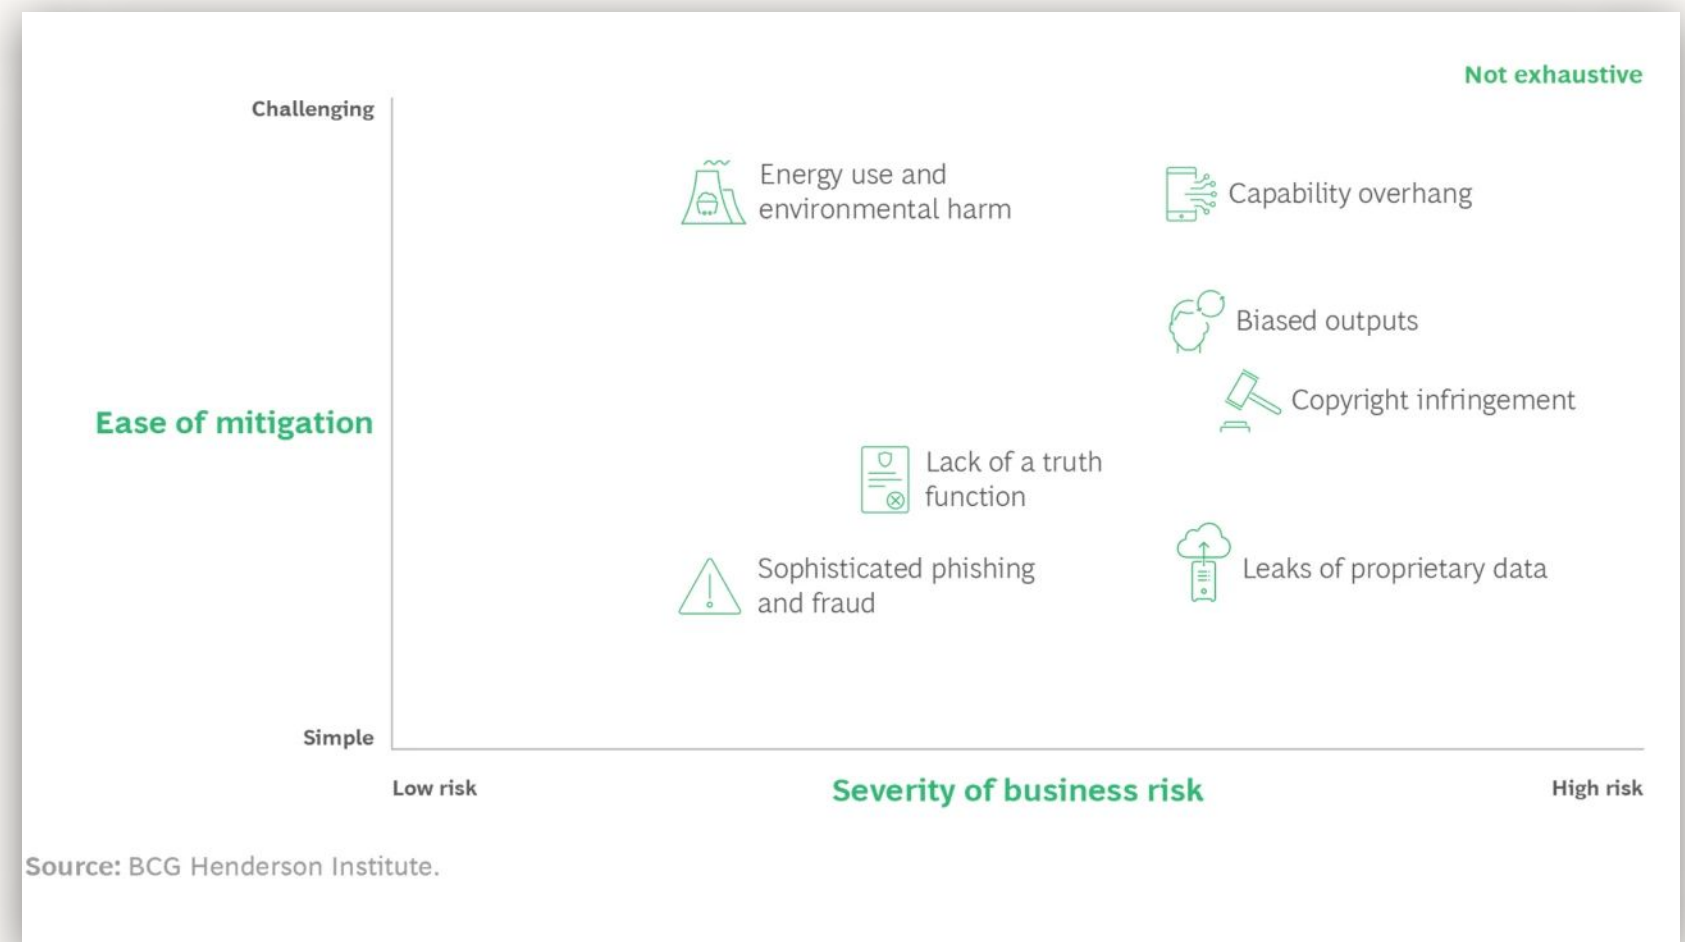 Not exhaustive
Challenging
Energy use and
environmental harm
Capability overhang
Biased outputs
Copyright infringement
Ease of mitigation
Lack of a truth
function
Sophisticated phishing
and fraud
Leaks of proprietary data
Simple
Low risk
Severity of business risk
High risk
Source: BCG Henderson Institute.